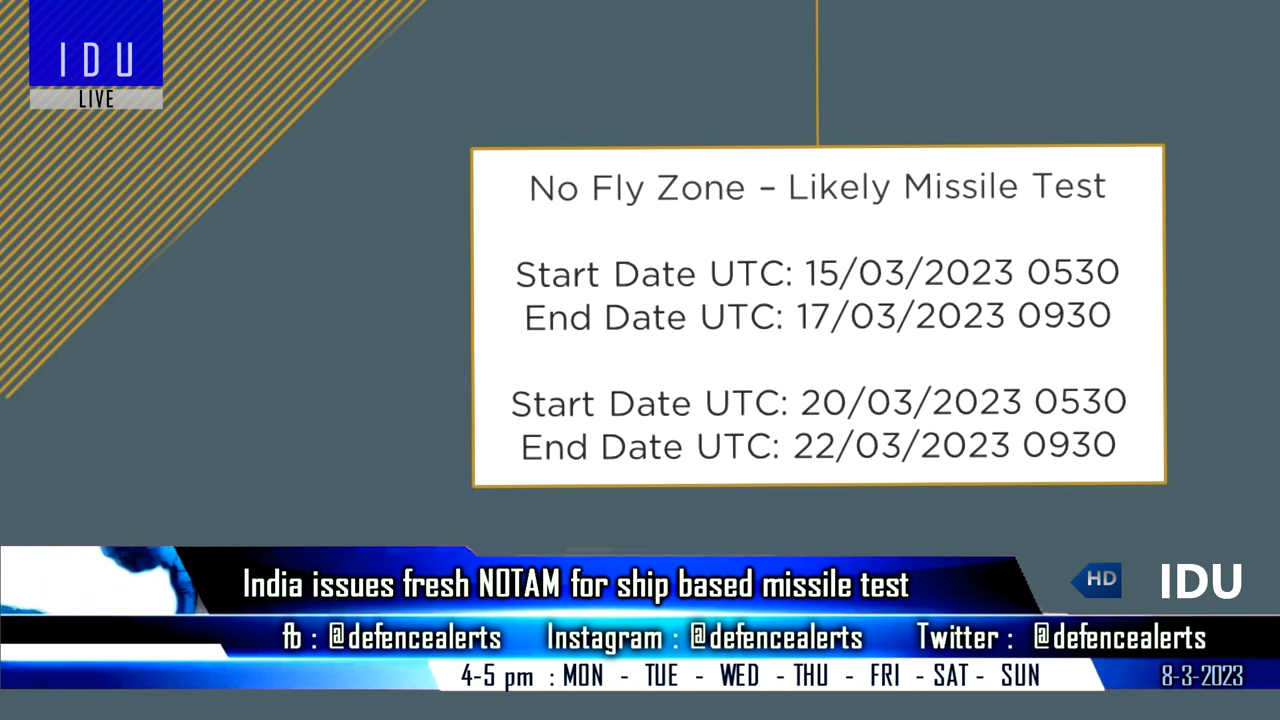 IDU
LIVE
No Fly Zone – Likely Missile Test
Start Date UTC: 15/03/2023 0530
End Date UTC: 17/03/2023 0930
Start Date UTC: 20/03/2023 0530
End Date UTC: 22/03/2023 0930
India issues fresh NOTAM for ship based missile test
HD IDU
fb : @defencealerts Instagram : @defencealerts Twitter : @defencealerts
4-5 pm : MON - TUE - WED - THU - FRI - SAT - SUN 8-3-2023